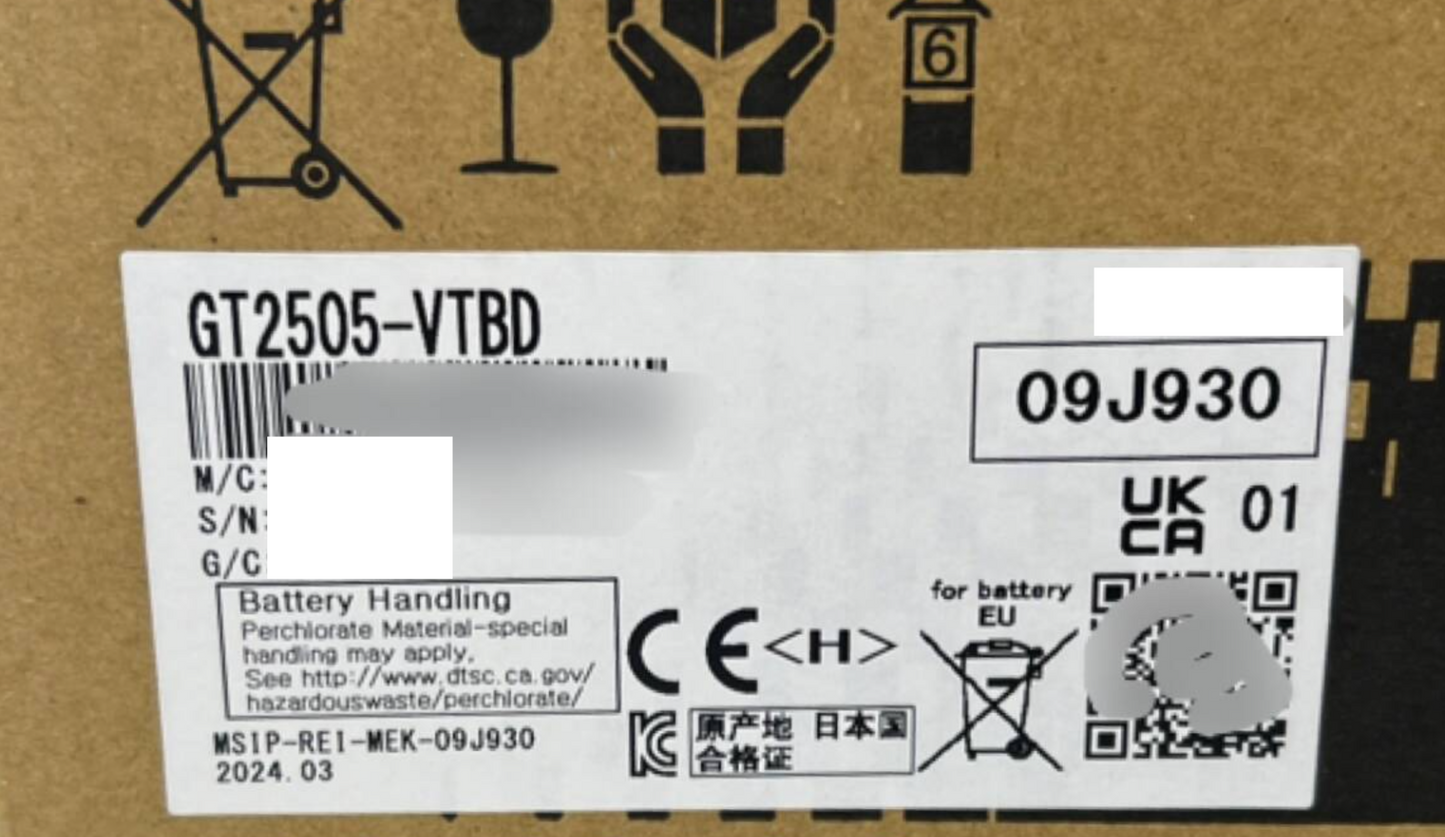 6
GT2505-VTBD
09J930
M/C:
S/N:
G/C
UK
CA
01
Battery Handling
Perchlorate Material-special
handling may apply.
See http://www.dtsc.ca.gov/
hazardouswaste/perchlorate/
CE
<H>
for battery
EU
MSIP-REI-MEK-09J930
2024.03
KC
原产地 日本国
合格证